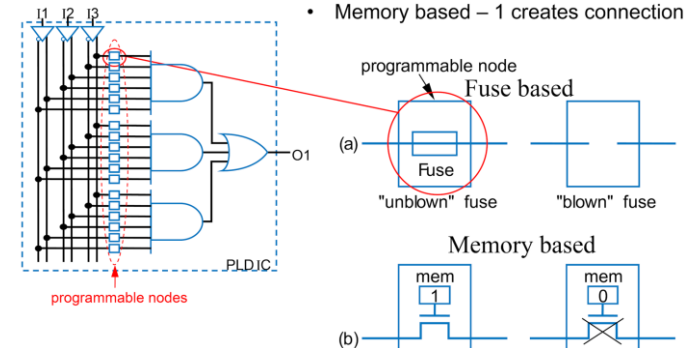 I1 I2 I3
• Memory based – 1 creates connection
programmable node
Fuse based
(a)
Fuse
"unblown" fuse
"blown" fuse
O1
PLD IC
programmable nodes
Memory based
mem
1
mem
0
(b)